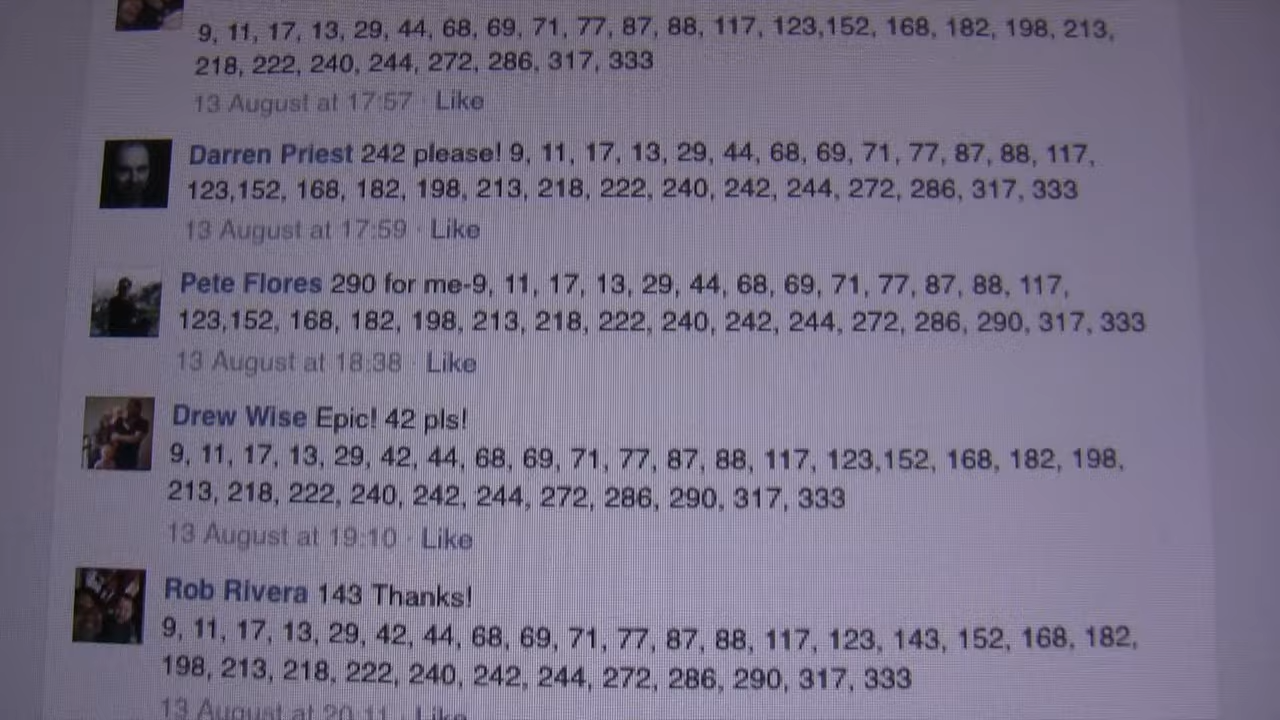 9, 11, 17, 13, 29, 44, 68, 69, 71, 77, 87, 88, 117, 123,152, 168, 182, 198, 213,
218, 222, 240, 244, 272, 286, 317, 333
13 August at 17:57 · Like
Darren Priest 242 please! 9, 11, 17, 13, 29, 44, 68, 69, 71, 77, 87, 88, 117,
123,152, 168, 182, 198, 213, 218, 222, 240, 242, 244, 272, 286, 317, 333
13 August at 17:59 · Like
Pete Flores 290 for me-9, 11, 17, 13, 29, 44, 68, 69, 71, 77, 87, 88, 117,
123,152, 168, 182, 198, 213, 218, 222, 240, 242, 244, 272, 286, 290, 317, 333
13 August at 18:38 · Like
Drew Wise Epic! 42 pls!
9, 11, 17, 13, 29, 42, 44, 68, 69, 71, 77, 87, 88, 117, 123,152, 168, 182, 198,
213, 218, 222, 240, 242, 244, 272, 286, 290, 317, 333
13 August at 19:10 · Like
Rob Rivera 143 Thanks!
9, 11, 17, 13, 29, 42, 44, 68, 69, 71, 77, 87, 88, 117, 123, 143, 152, 168, 182,
198, 213, 218, 222, 240, 242, 244, 272, 286, 290, 317, 333
13 August at 20:11 · Like